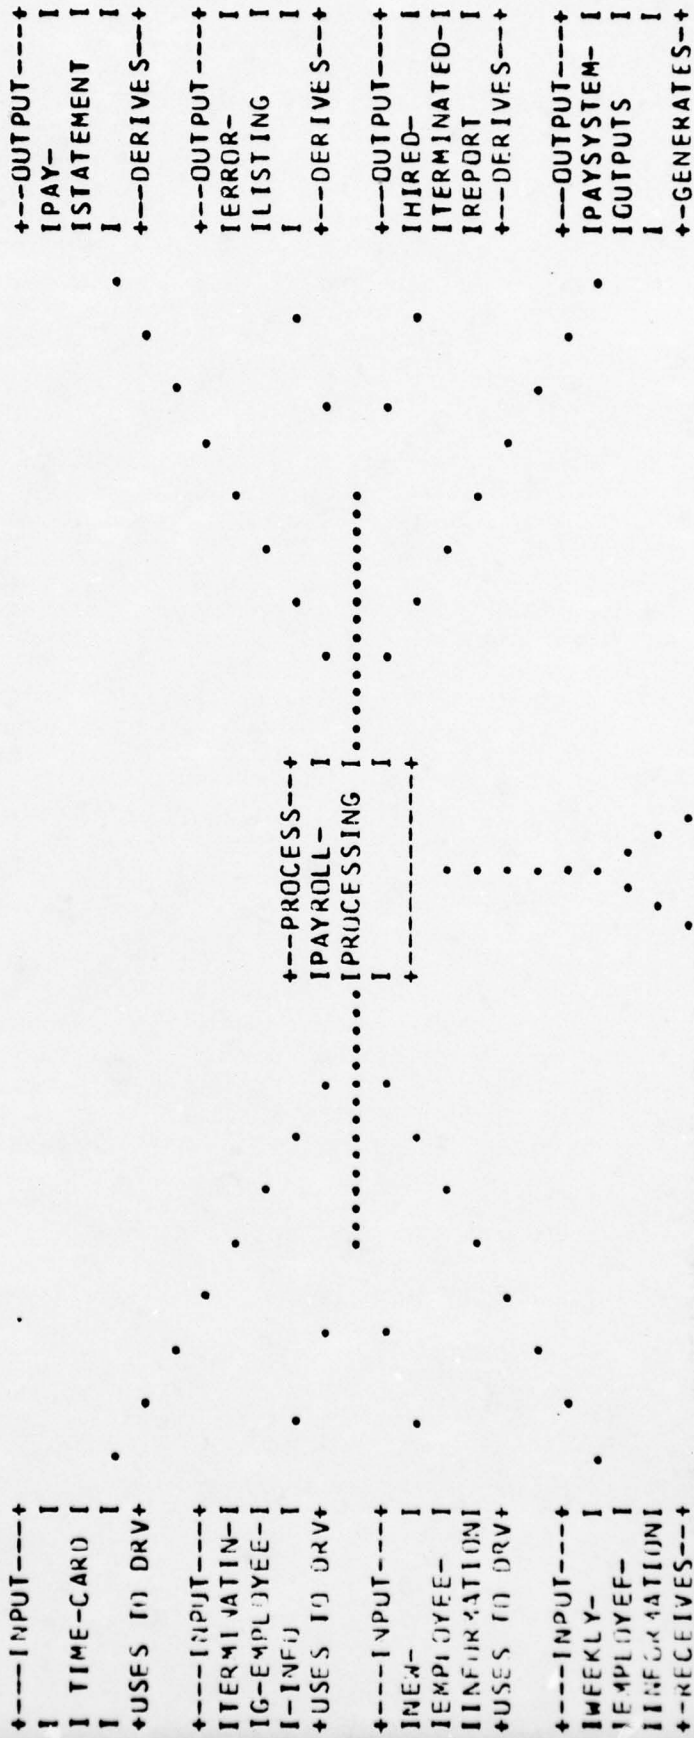 +---INPUT---+
I I
I TIME-CARD I
I I
+USES TO DRV+
+---INPUT---+
ITERMINATIN-I
IG-EMPLOYEE-I
I-INFO I
+USES TO DRV+
+---INPUT---+
INEW- I
IEMPLOYEE- I
IINFORMATIONI
+USES TO DRV+
+---INPUT---+
IWEEKLY- I
IEMPLOYEE- I
IINFORMATIONI
+-RECEIVES--+
+--PROCESS--+
IPAYROLL- I
IPROCESSING I
I I
+-----------+
+---OUTPUT---+
IPAY- I
ISTATEMENT I
I I
+---DERIVES--+
+---OUTPUT---+
IERROR- I
ILISTING I
I I
+---DERIVES--+
+---OUTPUT---+
IHIRED- I
ITERMINATED-I
IREPORT I
+---DERIVES--+
+---OUTPUT---+
IPAYSYSTEM- I
IOUTPUTS I
I I
+-GENERATES-+